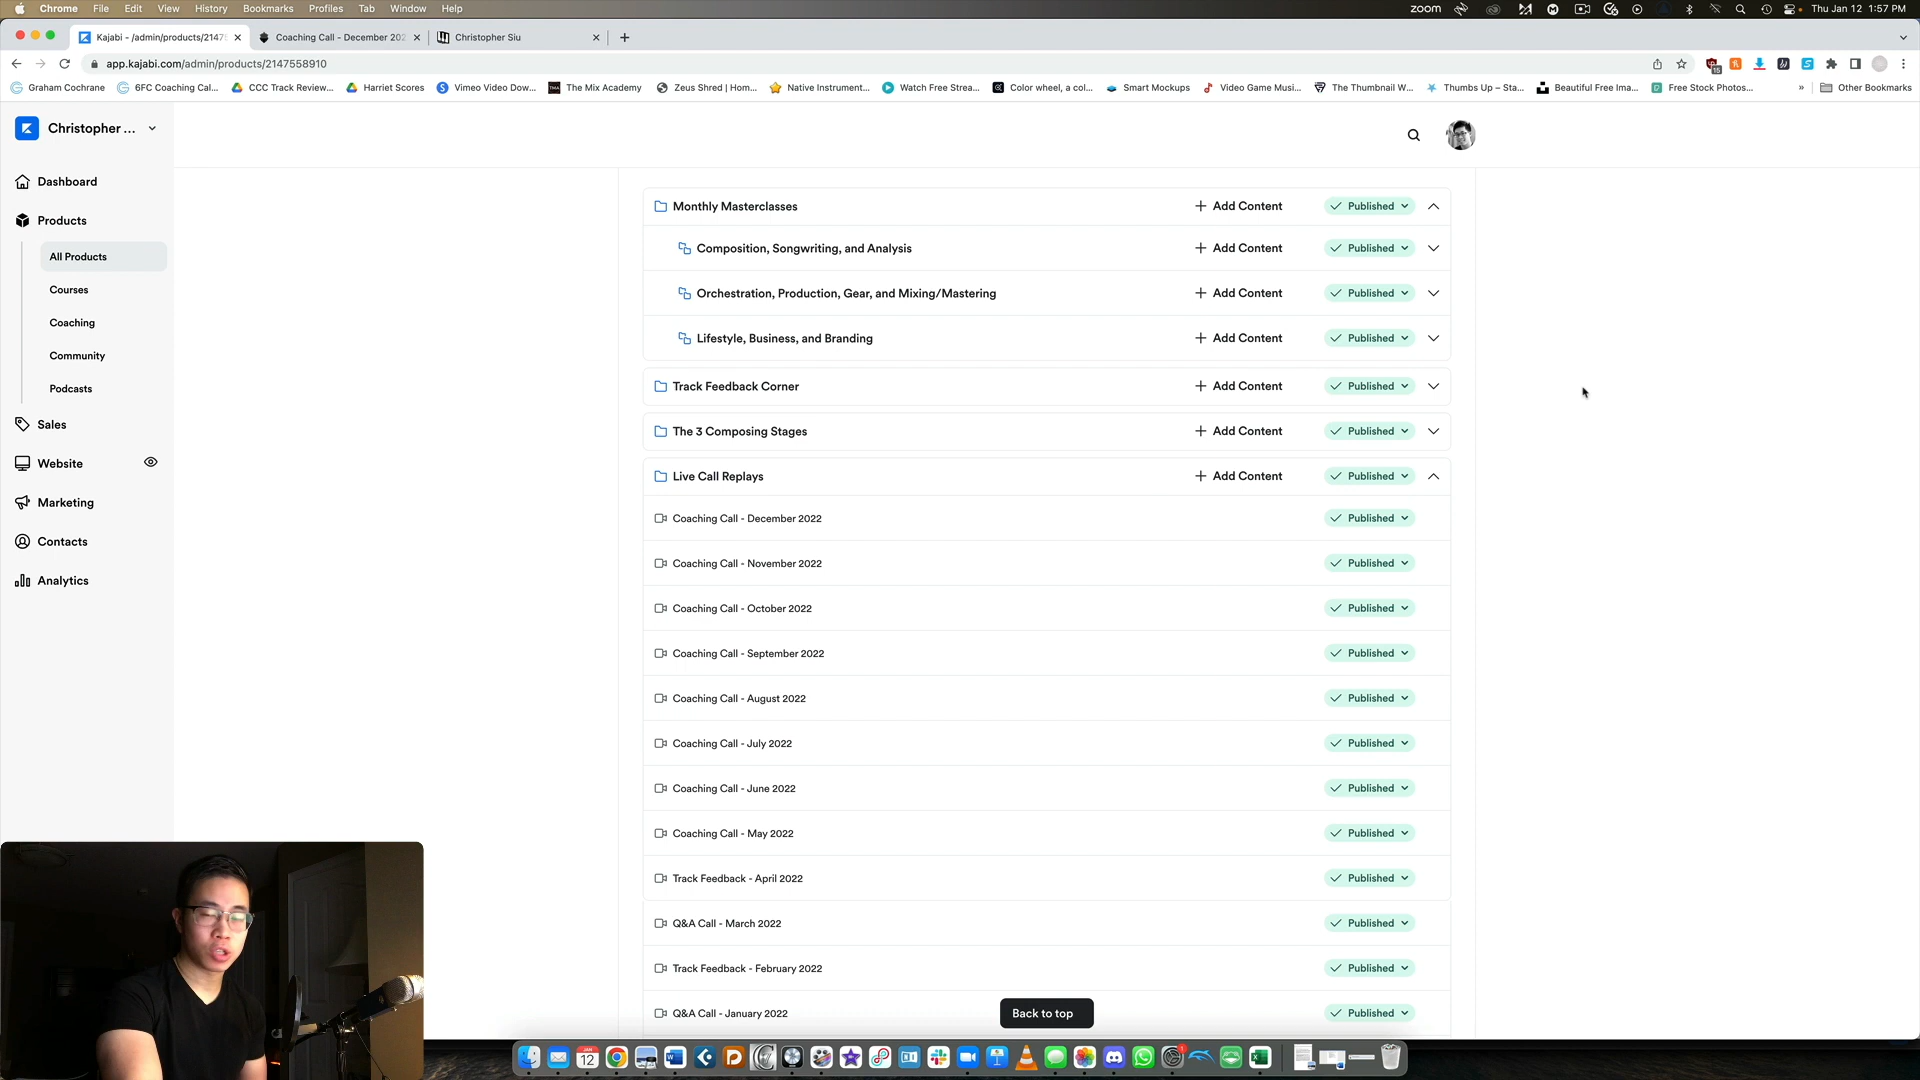 Chrome File Edit View History Bookmarks Profiles Tab Window Help zoom Thu Jan 12 1:57 PM
Kajabi - /admin/products/2147 Coaching Call - December 202 Christopher Siu
app.kajabi.com/admin/products/2147558910
Graham Cochrane 6FC Coaching Cal... CCC Track Review... Harriet Scores Vimeo Video Dow... The Mix Academy Zeus Shred | Hom... Native Instrument... Watch Free Strea... Color wheel, a col... Smart Mockups Video Game Musi... The Thumbnail W... Thumbs Up – Sta... Beautiful Free Ima... Free Stock Photos... » Other Bookmarks
Christopher ...
Dashboard
Products
All Products
Courses
Coaching
Community
Podcasts
Sales
Website
Marketing
Contacts
Analytics
Monthly Masterclasses + Add Content Published
Composition, Songwriting, and Analysis + Add Content Published
Orchestration, Production, Gear, and Mixing/Mastering + Add Content Published
Lifestyle, Business, and Branding + Add Content Published
Track Feedback Corner + Add Content Published
The 3 Composing Stages + Add Content Published
Live Call Replays + Add Content Published
Coaching Call - December 2022 Published
Coaching Call - November 2022 Published
Coaching Call - October 2022 Published
Coaching Call - September 2022 Published
Coaching Call - August 2022 Published
Coaching Call - July 2022 Published
Coaching Call - June 2022 Published
Coaching Call - May 2022 Published
Track Feedback - April 2022 Published
Q&A Call - March 2022 Published
Track Feedback - February 2022 Published
Q&A Call - January 2022 Published
Back to top